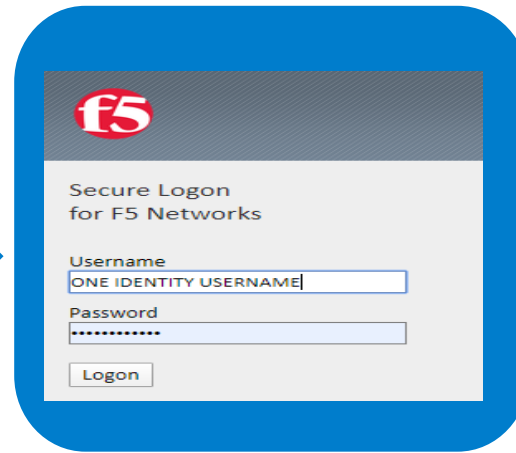 f5
Secure Logon
for F5 Networks
Username
ONE IDENTITY USERNAME
Password
••••••••••••
Logon